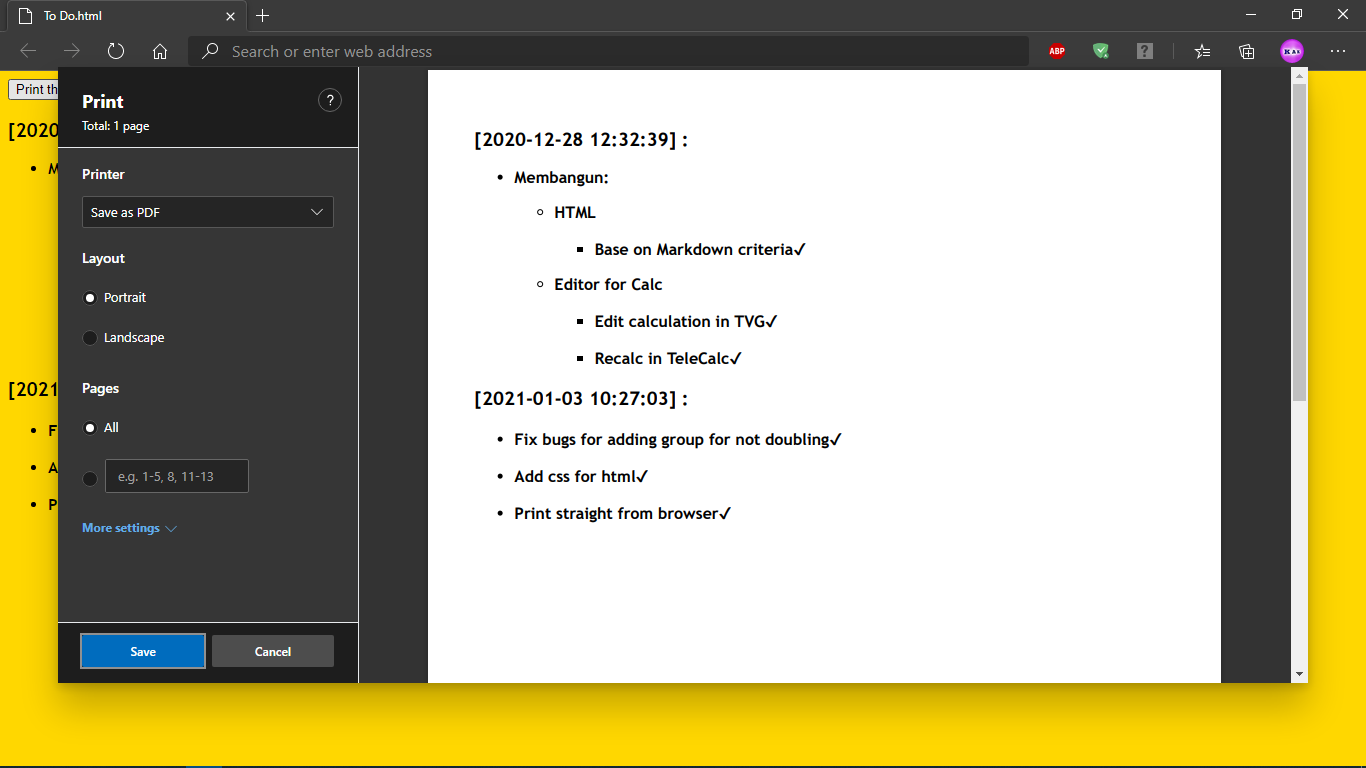 To Do.html
Search or enter web address
ABP
KAS
Print th
[2020
M
[2021
F
A
P
Print
?
Total: 1 page
Printer
Save as PDF
Layout
Portrait
Landscape
Pages
All
e.g. 1-5, 8, 11-13
More settings
Save
Cancel
[2020-12-28 12:32:39] :
• Membangun:
◦ HTML
▪ Base on Markdown criteria✓
◦ Editor for Calc
▪ Edit calculation in TVG✓
▪ Recalc in TeleCalc✓
[2021-01-03 10:27:03] :
• Fix bugs for adding group for not doubling✓
• Add css for html✓
• Print straight from browser✓